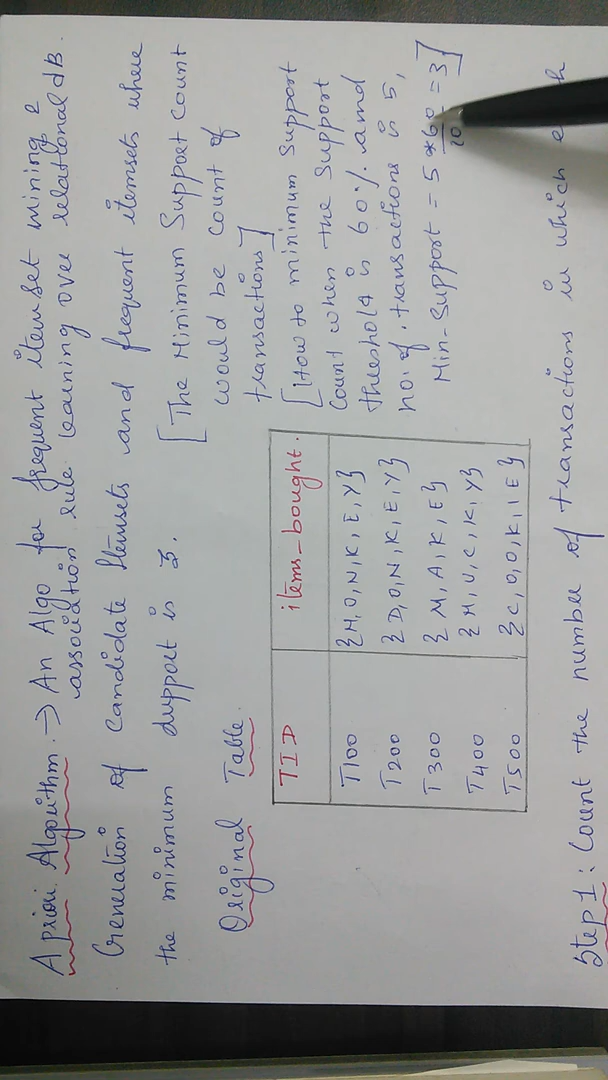 Apriori Algorithm. → An Algo for frequent itemset mining &
association rule learning over relational dB.
Generation of Candidate Itemsets and frequent itemsets where
the minimum support is 3.
[The Minimum Support Count
would be count of
transactions]
Original Table.
TID items_bought.
T100 {M,O,N,K,E,Y}
T200 {D,O,N,K,E,Y}
T300 {M,A,K,E}
T400 {M,U,C,K,Y}
T500 {C,O,O,K,I,E}
[How to minimum Support
Count when the Support
threshold is 60% and
no. of. transactions is 5,
Min-Support = 5*60 = 3]
Step 1: Count the number of transactions in which